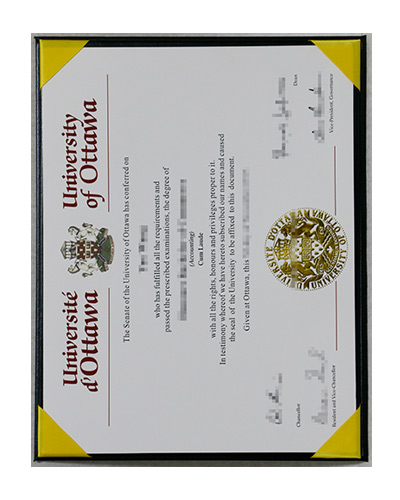 Université
d'Ottawa
University
of Ottawa
The Senate of the University of Ottawa has conferred on
who has fulfilled all the requirements and
passed the prescribed examinations, the degree of
(Accounting)
Cum Laude
with all the rights, honours and privileges proper to it.
In testimony whereof we have hereto subscribed our names and caused
the seal of the University to be affixed to this document.
Given at Ottawa, this
Chancellor
and Vice-Chancellor
Vice-President, Governance